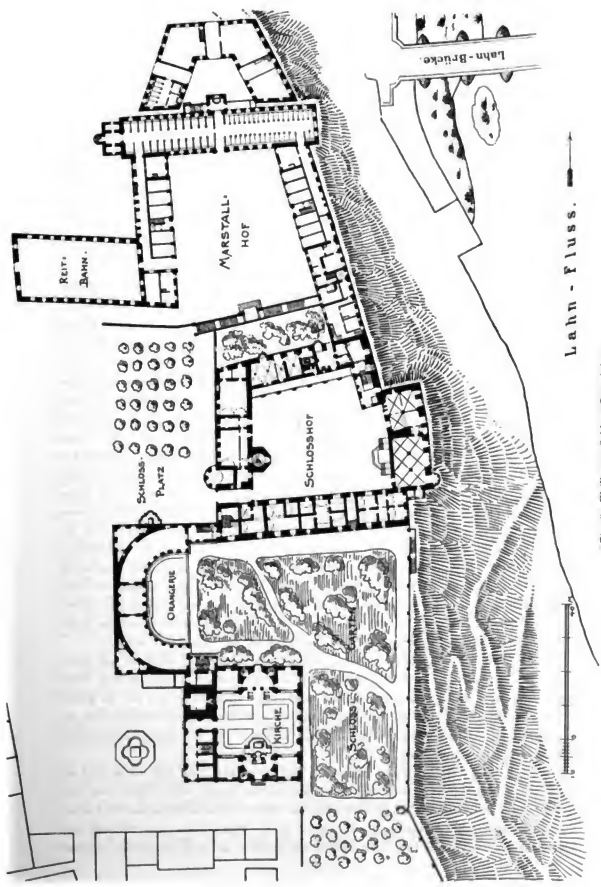 Lahn-Brücke.
REIT-
BAHN.
MARSTALL-
HOF
SCHLOSS-
PLATZ
SCHLOSSHOF
ORANGERIE
KIRCHE
SCHLOSS
GARTEN
Lahn-Fluss.